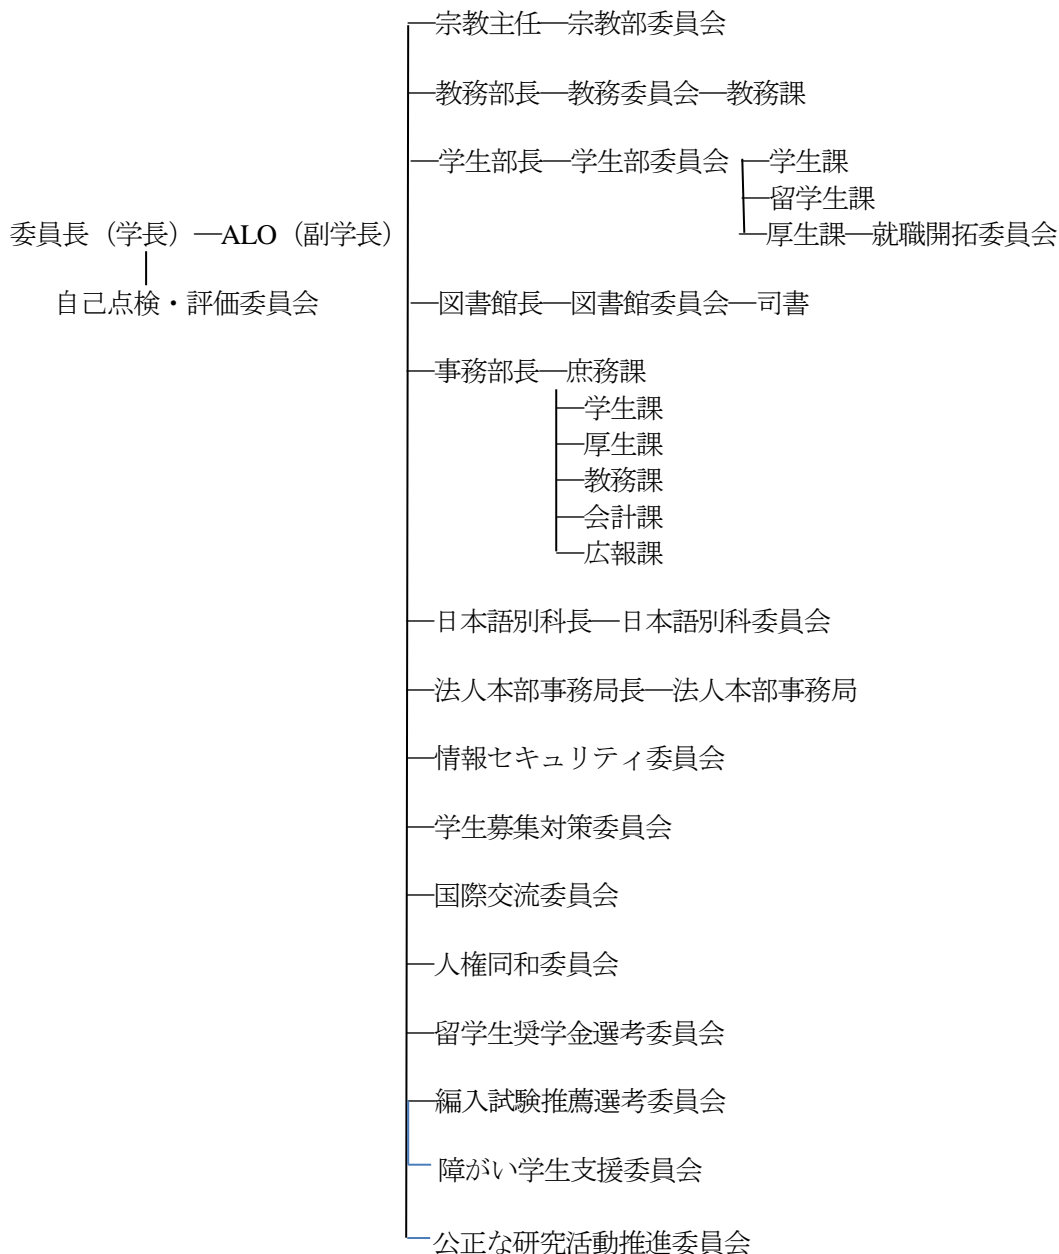 宗教主任―宗教部委員会
教務部長―教務委員会―教務課
学生部長―学生部委員会―学生課
留学生課
委員長（学長）―ALO（副学長）
厚生課―就職開拓委員会
自己点検・評価委員会
図書館長―図書館委員会―司書
事務部長―庶務課
学生課
厚生課
教務課
会計課
広報課
日本語別科長―日本語別科委員会
法人本部事務局長―法人本部事務局
情報セキュリティ委員会
学生募集対策委員会
国際交流委員会
人権同和委員会
留学生奨学金選考委員会
編入試験推薦選考委員会
障がい学生支援委員会
公正な研究活動推進委員会